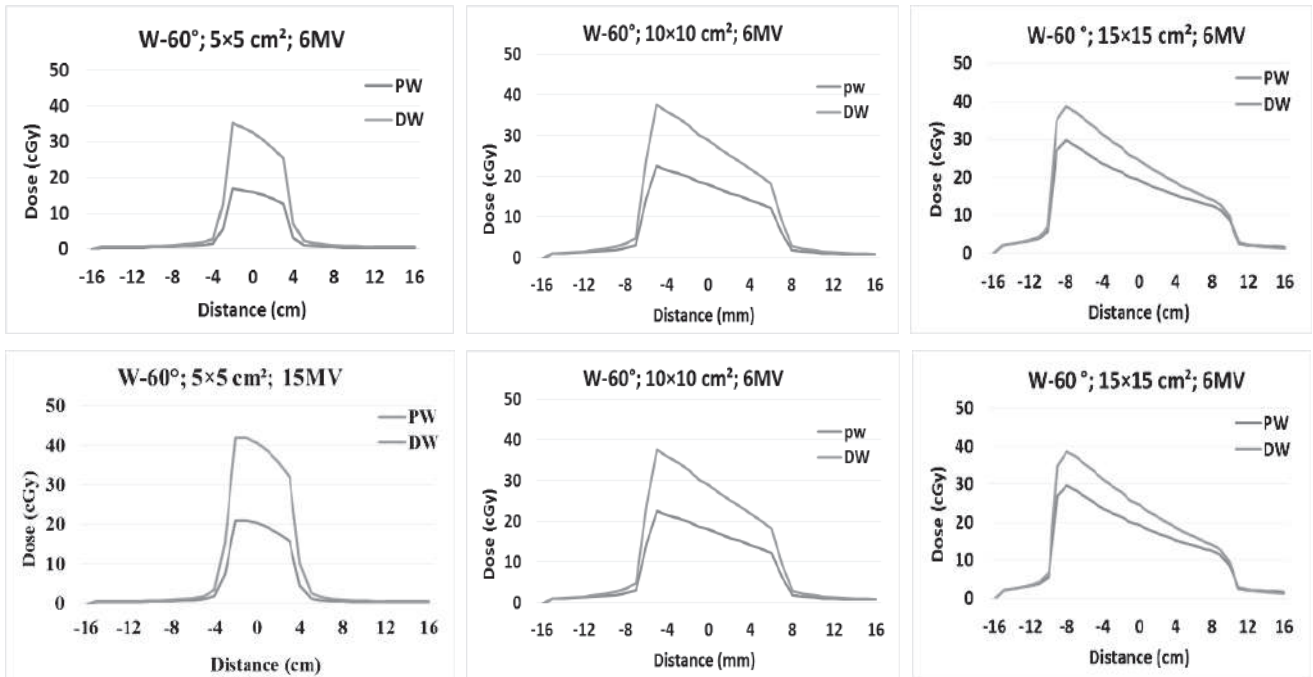 W-60°; 5×5 cm²; 6MV
50
40
30
20
10
0
Dose (cGy)
PW
DW
-16 -12 -8 -4 0 4 8 12 16
Distance (cm)
W-60°; 10×10 cm²; 6MV
50
40
30
20
10
0
Dose (cGy)
pw
DW
-16 -12 -8 -4 0 4 8 12 16
Distance (mm)
W-60 °; 15×15 cm²; 6MV
50
40
30
20
10
0
Dose (cGy)
PW
DW
-16 -12 -8 -4 0 4 8 12 16
Distance (cm)
W-60°; 5×5 cm²; 15MV
50
40
30
20
10
0
Dose (cGy)
PW
DW
-16 -12 -8 -4 0 4 8 12 16
Distance (cm)
W-60°; 10×10 cm²; 6MV
50
40
30
20
10
0
Dose (cGy)
pw
DW
-16 -12 -8 -4 0 4 8 12 16
Distance (mm)
W-60 °; 15×15 cm²; 6MV
50
40
30
20
10
0
Dose (cGy)
PW
DW
-16 -12 -8 -4 0 4 8 12 16
Distance (cm)